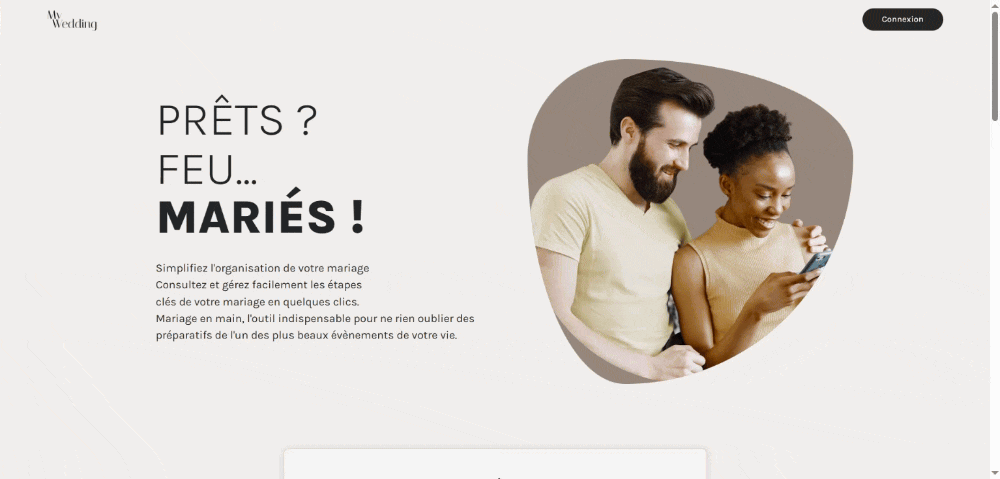 My
Wedding
Connexion
PRÊTS ?
FEU...
MARIÉS !
Simplifiez l'organisation de votre mariage
Consultez et gérez facilement les étapes
clés de votre mariage en quelques clics.
Mariage en main, l'outil indispensable pour ne rien oublier des
préparatifs de l'un des plus beaux évènements de votre vie.